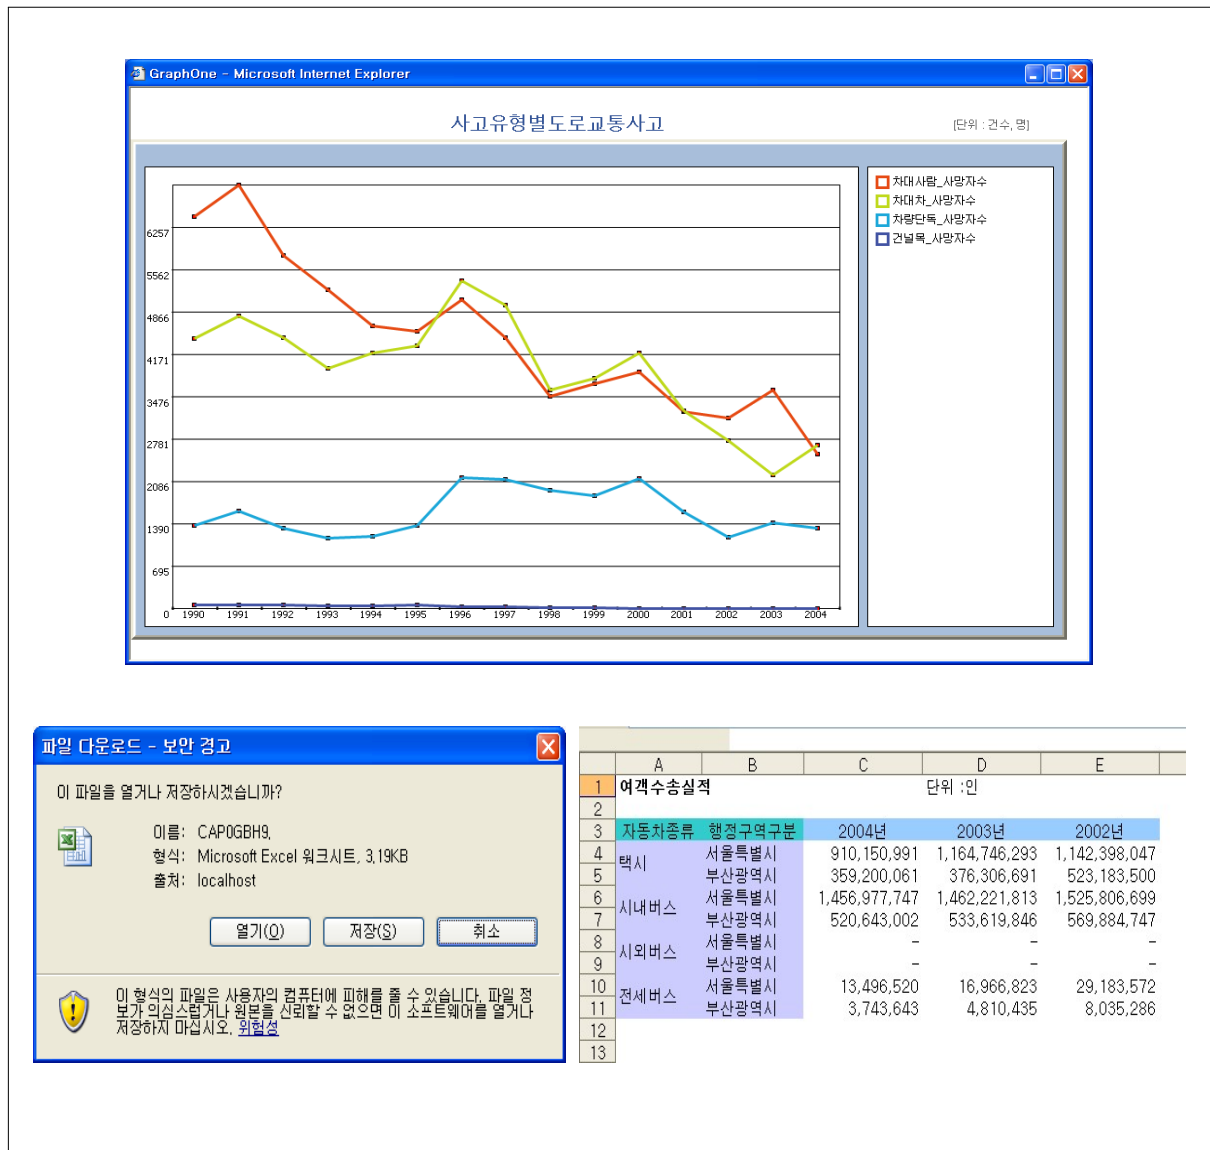 GraphOne - Microsoft Internet Explorer
사고유형별도로교통사고
[단위 : 건수, 명]
차대사람_사망자수
차대차_사망자수
차량단독_사망자수
건널목_사망자수
6257
5562
4866
4171
3476
2781
2086
1390
695
0
1990 1991 1992 1993 1994 1995 1996 1997 1998 1999 2000 2001 2002 2003 2004
파일 다운로드 - 보안 경고
이 파일을 열거나 저장하시겠습니까?
이름: CAP0GBH9,
형식: Microsoft Excel 워크시트, 3,19KB
출처: localhost
열기(O) 저장(S) 취소
이 형식의 파일은 사용자의 컴퓨터에 피해를 줄 수 있습니다. 파일 정
보가 의심스럽거나 원본을 신뢰할 수 없으면 이 소프트웨어를 열거나
저장하지 마십시오. 위험성
A B C D E
1 여객수송실적 단위 :인
2
3 자동차종류 행정구역구분 2004년 2003년 2002년
4 택시 서울특별시 910,150,991 1,164,746,293 1,142,398,047
5 부산광역시 359,200,061 376,306,691 523,183,500
6 시내버스 서울특별시 1,456,977,747 1,462,221,813 1,525,806,699
7 부산광역시 520,643,002 533,619,846 569,884,747
8 시외버스 서울특별시 - - -
9 부산광역시 - - -
10 전세버스 서울특별시 13,496,520 16,966,823 29,183,572
11 부산광역시 3,743,643 4,810,435 8,035,286
12
13